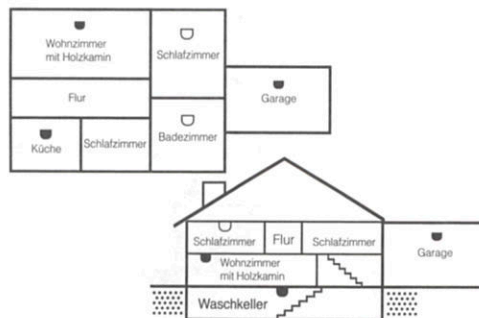 Wohnzimmer
mit Holzkamin
Schlafzimmer
Flur
Garage
Küche
Schlafzimmer
Badezimmer
Schlafzimmer
Flur
Schlafzimmer
Garage
Wohnzimmer
mit Holzkamin
Waschkeller